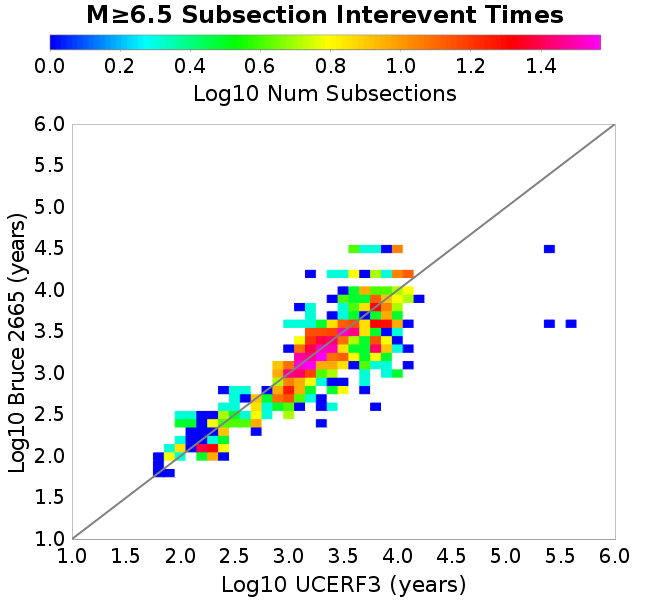 M≥6.5 Subsection Interevent Times
0.0 0.2 0.4 0.6 0.8 1.0 1.2 1.4
Log10 Num Subsections
Log10 Bruce 2665 (years)
6.0
5.5
5.0
4.5
4.0
3.5
3.0
2.5
2.0
1.5
1.0
1.0 1.5 2.0 2.5 3.0 3.5 4.0 4.5 5.0 5.5 6.0
Log10 UCERF3 (years)